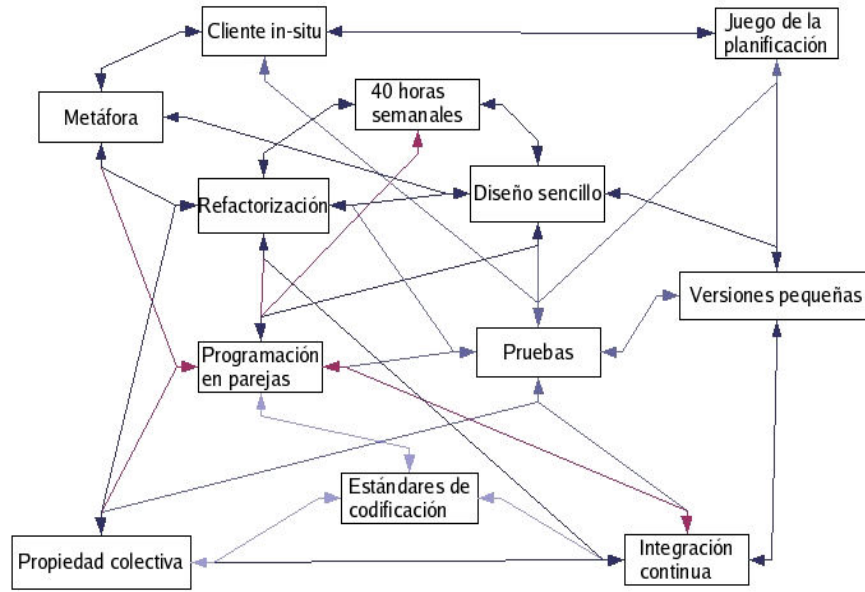 Cliente in-situ
Juego de la
planificación
40 horas
semanales
Metáfora
Refactorización
Diseño sencillo
Versiones pequeñas
Programación
en parejas
Pruebas
Estándares de
codificación
Propiedad colectiva
Integración
continua